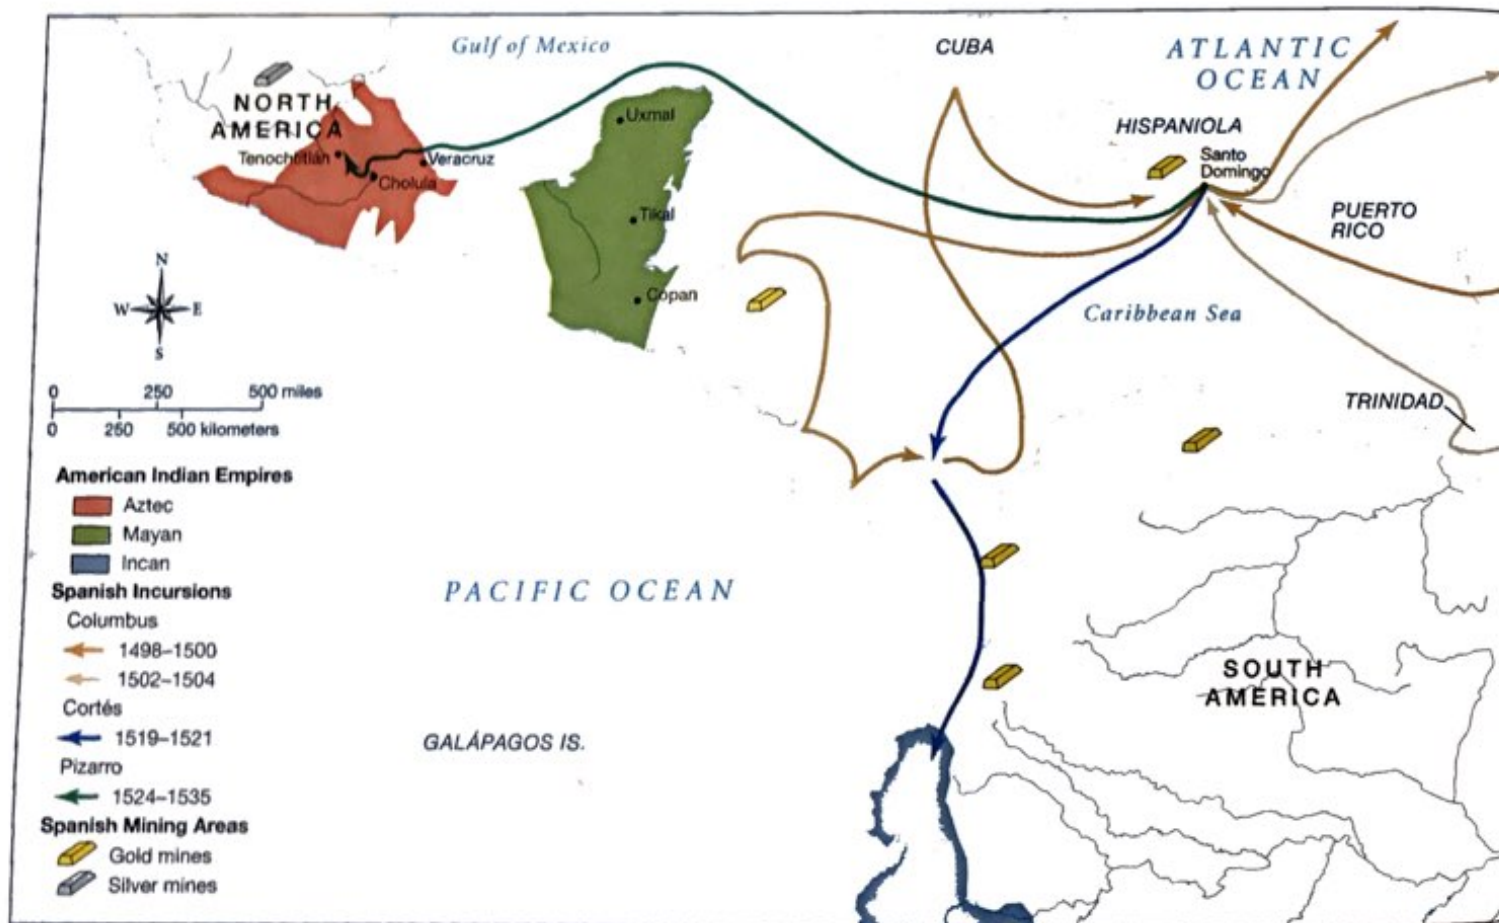 Gulf of Mexico
CUBA
ATLANTIC
OCEAN
NORTH
AMERICA
HISPANIOLA
Uxmal
Tenochtitlán
Veracruz
Cholula
Santo
Domingo
Tikal
PUERTO
RICO
Copan
Caribbean Sea
N
W E
S
0 250 500 miles
0 250 500 kilometers
TRINIDAD
American Indian Empires
Aztec
Mayan
Incan
Spanish Incursions
Columbus
1498–1500
1502–1504
Cortés
1519–1521
Pizarro
1524–1535
Spanish Mining Areas
Gold mines
Silver mines
PACIFIC OCEAN
SOUTH
AMERICA
GALÁPAGOS IS.